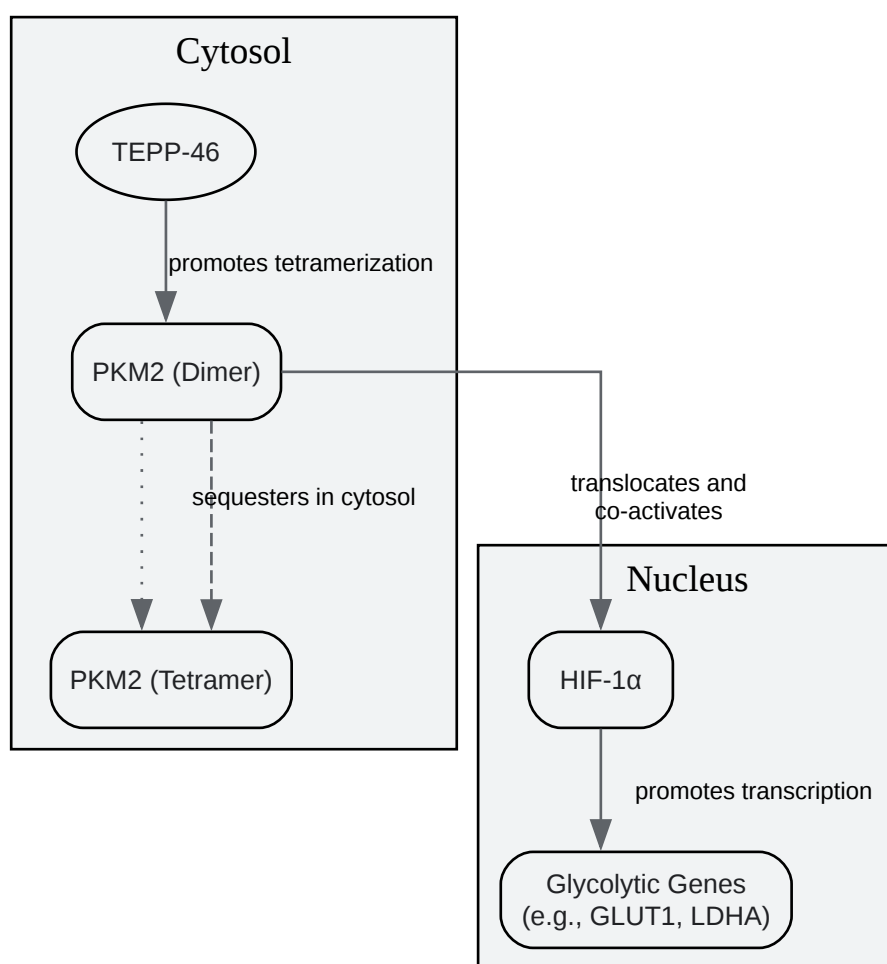 Cytosol
TEPP-46
promotes tetramerization
PKM2 (Dimer)
sequesters in cytosol
translocates and
co-activates
PKM2 (Tetramer)
Nucleus
HIF-1α
promotes transcription
Glycolytic Genes
(e.g., GLUT1, LDHA)